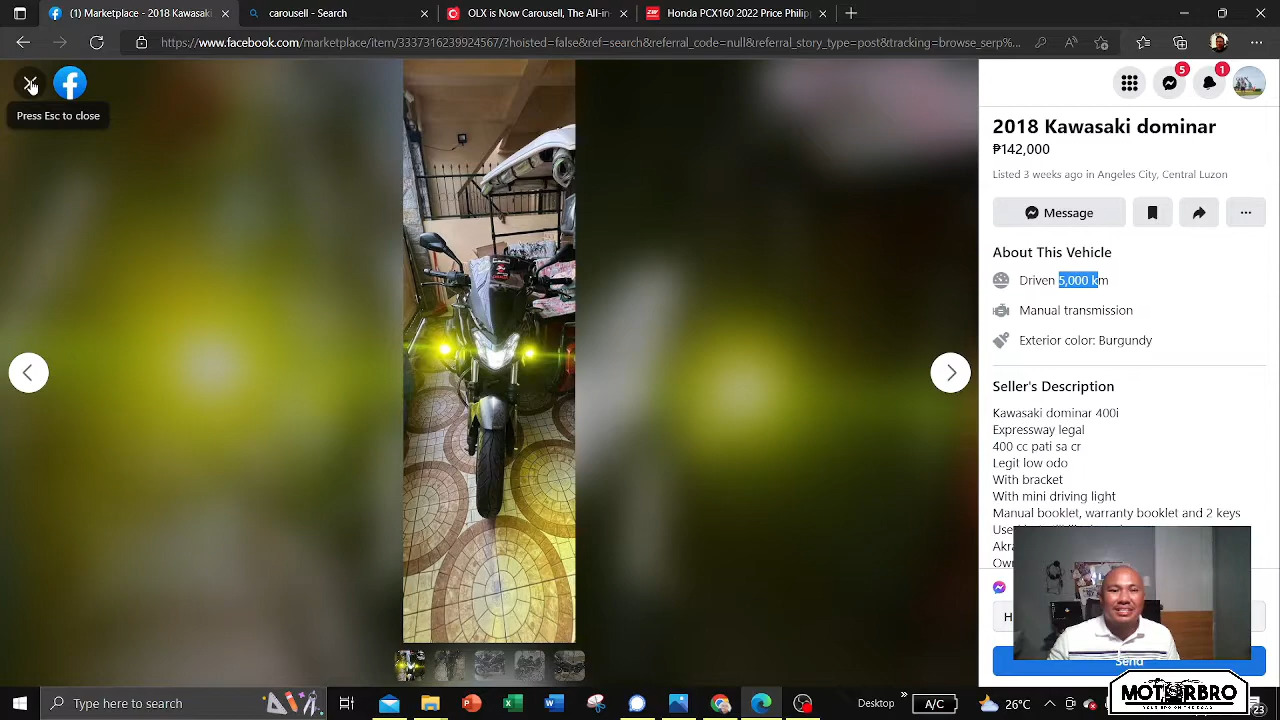 (1) Marketplace - 2018 Kawasaki
carousell - Search
OLX is Now Carousell, The All-in-
Honda PCX160 2022 Price Philip
https://www.facebook.com/marketplace/item/3337316239924567/?hoisted=false&ref=search&referral_code=null&referral_story_type=post&tracking=browse_serp%...
Press Esc to close
5
1
2018 Kawasaki dominar
₱142,000
Listed 3 weeks ago in Angeles City, Central Luzon
Message
About This Vehicle
Driven 5,000 km
Manual transmission
Exterior color: Burgundy
Seller's Description
Kawasaki dominar 400i
Expressway legal
400 cc pati sa cr
Legit low odo
With bracket
With mini driving light
Manual booklet, warranty booklet and 2 keys
Send
Type here to search
Desktop
A/C
26°C
23
MOTORBRO